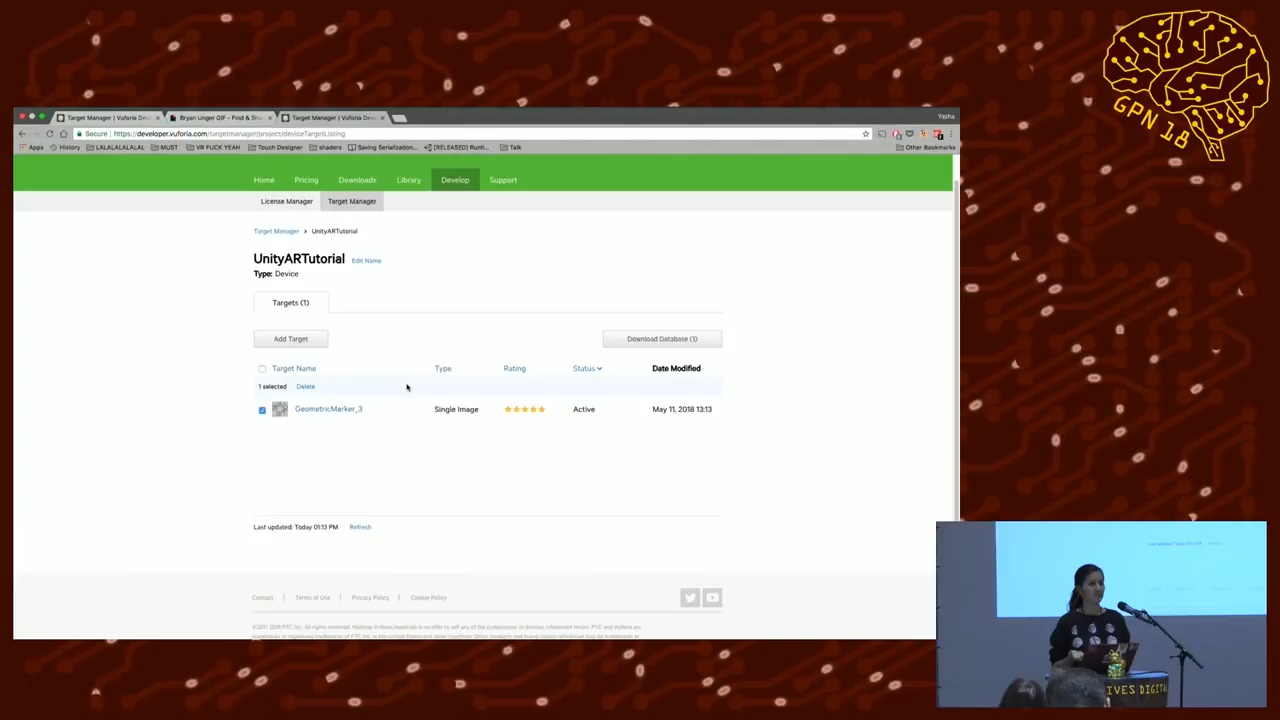 GPN 18
Target Manager | Vuforia Dev
Bryan Unger GIF - Find & Sha
Target Manager | Vuforia Dev
Yasha
Secure
https://developer.vuforia.com/targetmanager/project/deviceTargetListing
Apps History LALALALALAL MUST VR FUCK YEAH Touch Designer shaders Saving Serialization... [RELEASED] Runti... Talk Other Bookmarks
Home Pricing Downloads Library Develop Support
License Manager Target Manager
Target Manager > UnityARTutorial
UnityARTutorial Edit Name
Type: Device
Targets (1)
Add Target Download Database (1)
Target Name Type Rating Status Date Modified
1 selected Delete
GeometricMarker_3 Single Image Active May 11, 2018 13:13
Last updated: Today 01:13 PM Refresh
Contact | Terms of Use | Privacy Policy | Cookie Policy
IVES DIGITAL